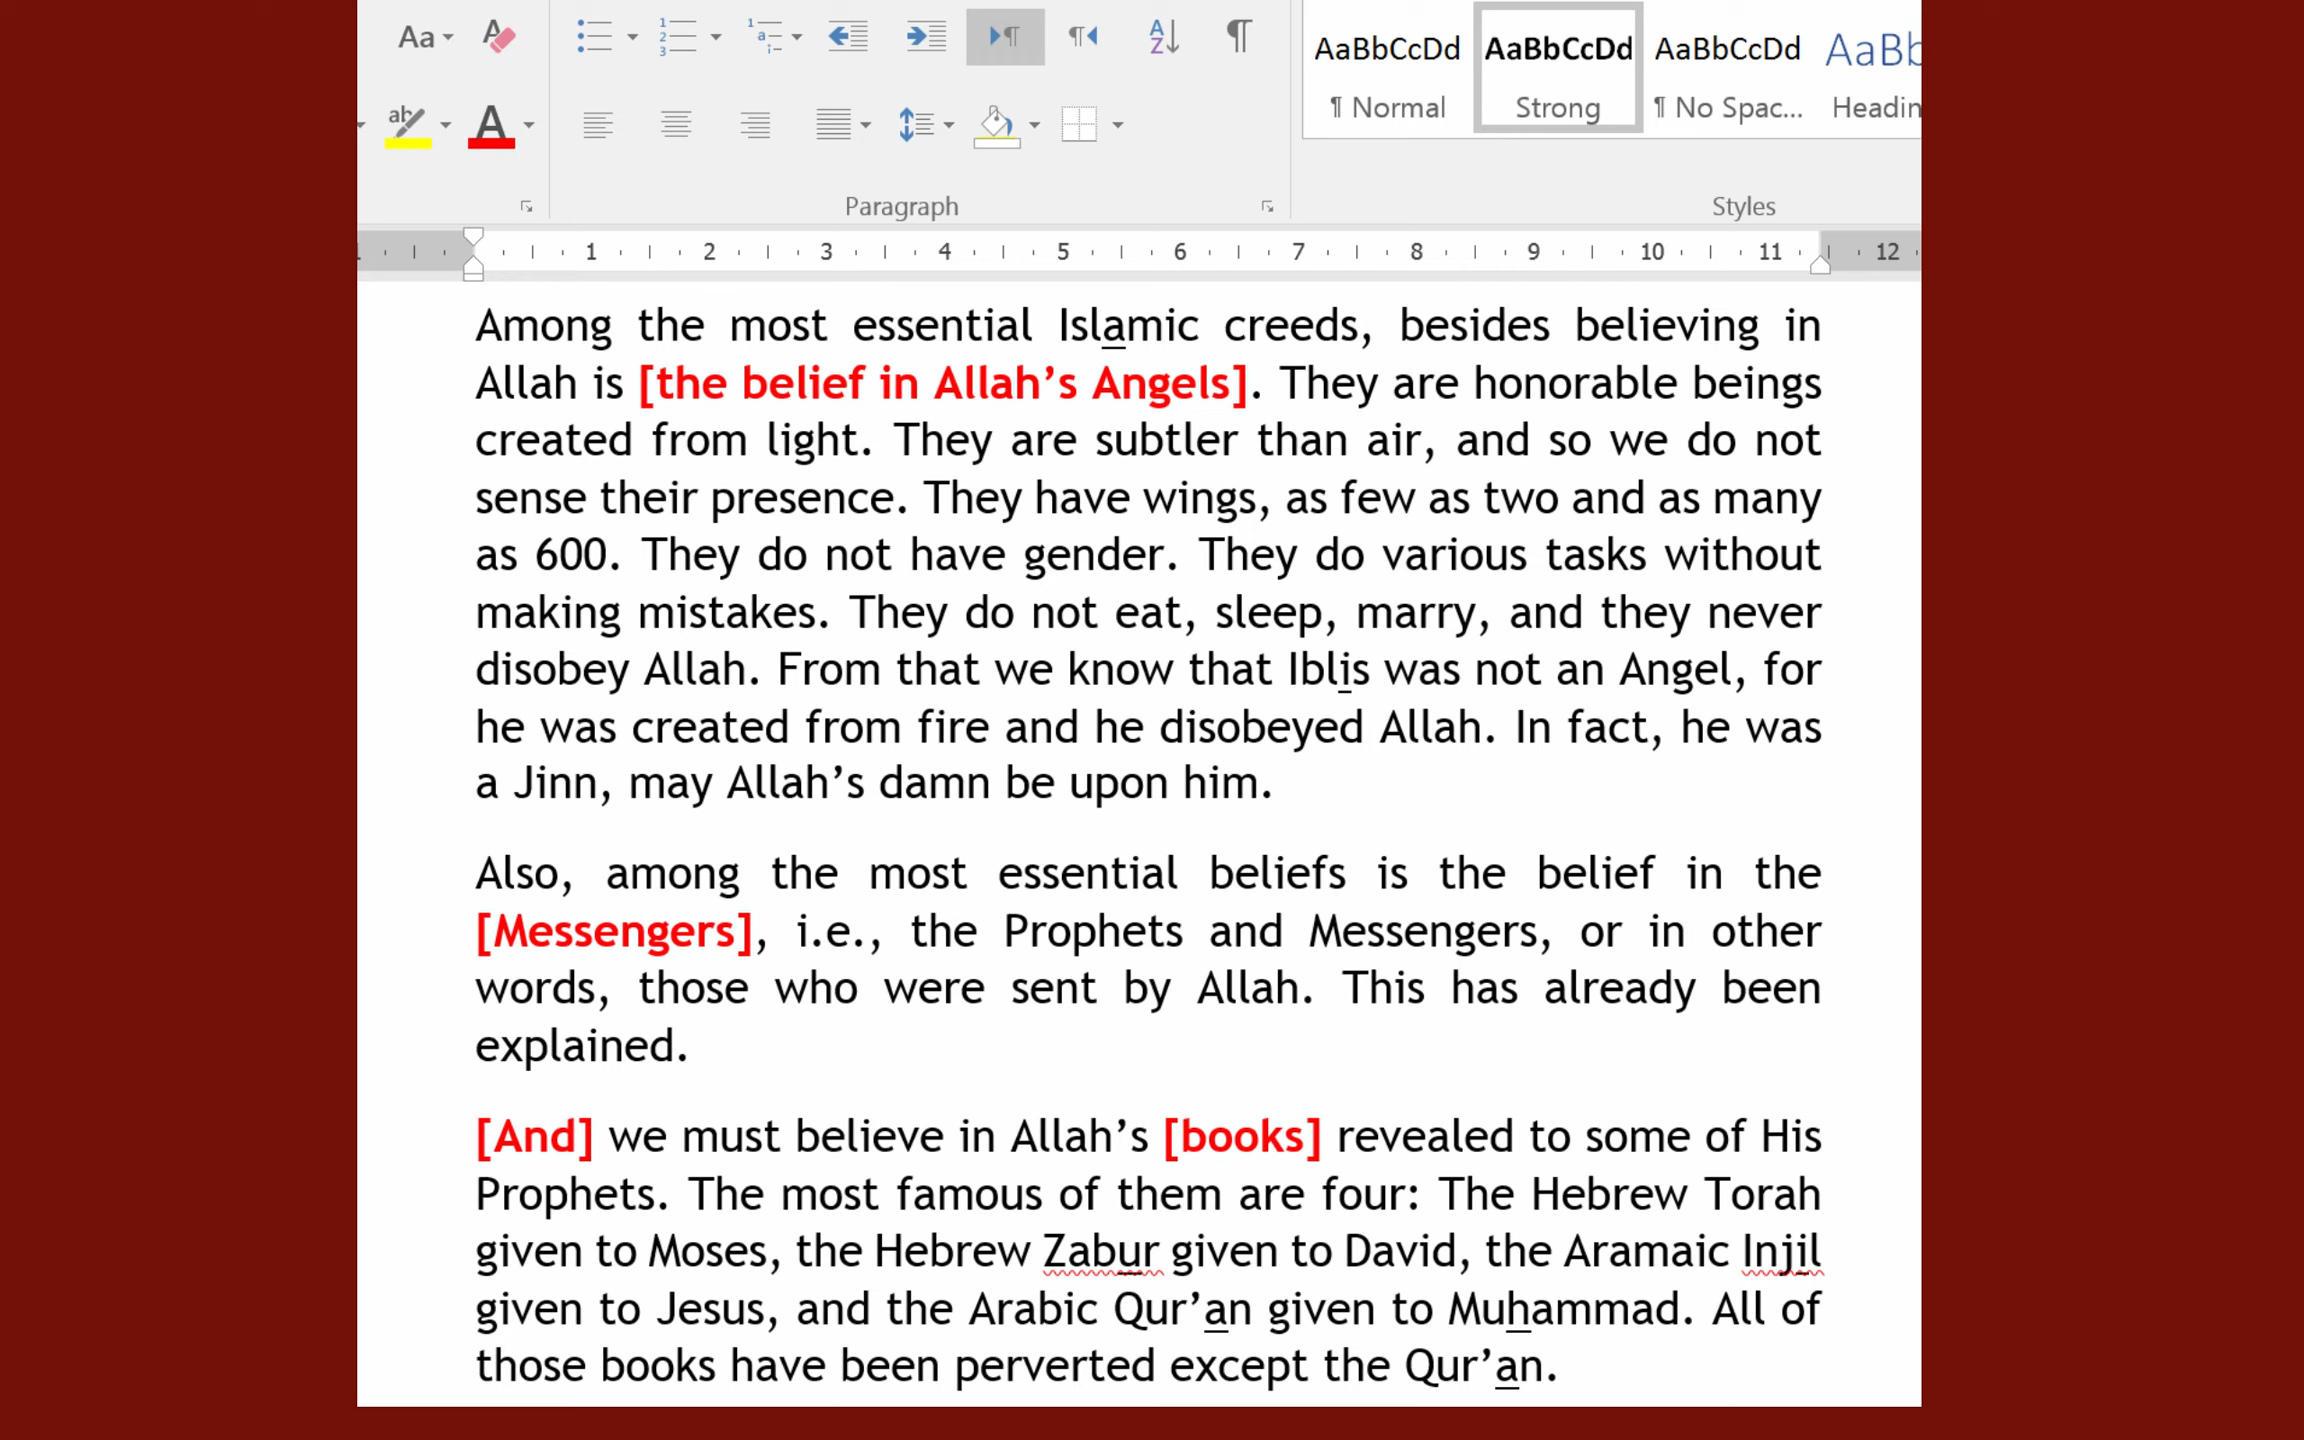 Aa
AaBbCcDd AaBbCcDd AaBbCcDd AaBb
¶ Normal Strong ¶ No Spac... Headin
Paragraph Styles
1 2 3 4 5 6 7 8 9 10 11 12
Among the most essential Islamic creeds, besides believing in
Allah is [the belief in Allah’s Angels]. They are honorable beings
created from light. They are subtler than air, and so we do not
sense their presence. They have wings, as few as two and as many
as 600. They do not have gender. They do various tasks without
making mistakes. They do not eat, sleep, marry, and they never
disobey Allah. From that we know that Iblis was not an Angel, for
he was created from fire and he disobeyed Allah. In fact, he was
a Jinn, may Allah’s damn be upon him.
Also, among the most essential beliefs is the belief in the
[Messengers], i.e., the Prophets and Messengers, or in other
words, those who were sent by Allah. This has already been
explained.
[And] we must believe in Allah’s [books] revealed to some of His
Prophets. The most famous of them are four: The Hebrew Torah
given to Moses, the Hebrew Zabur given to David, the Aramaic Injil
given to Jesus, and the Arabic Qur’an given to Muhammad. All of
those books have been perverted except the Qur’an.